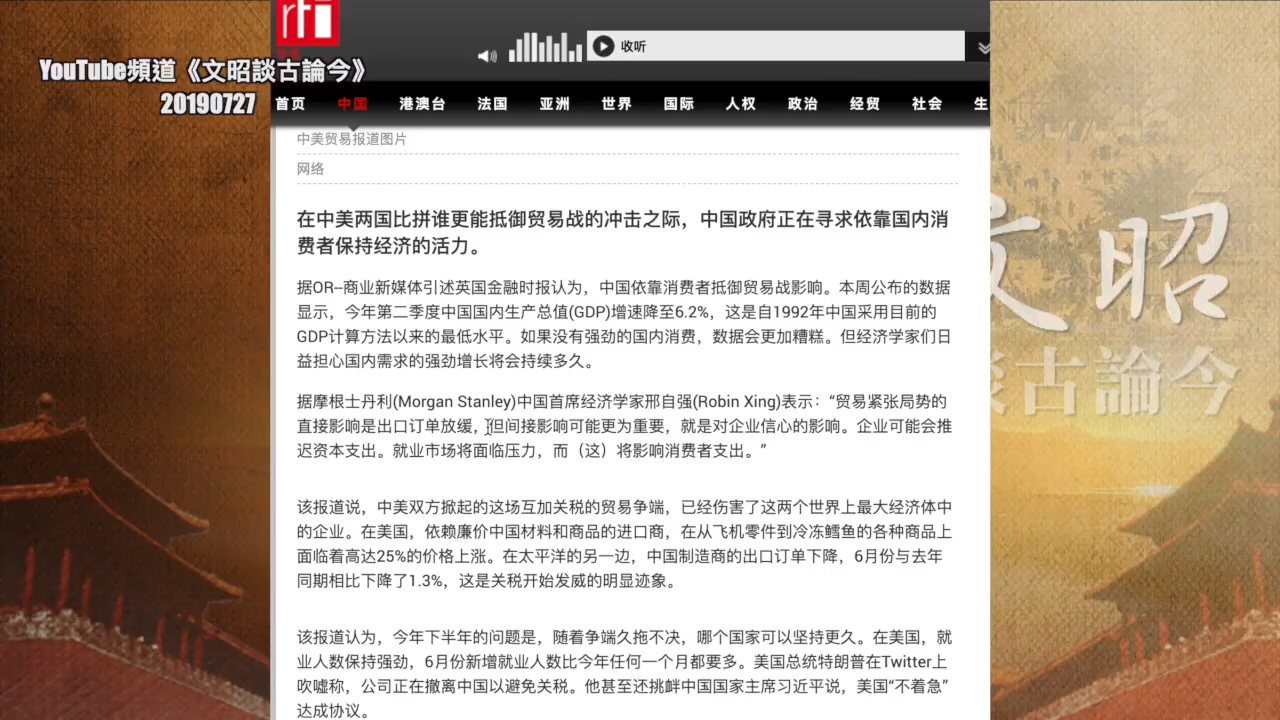 rfi
YouTube頻道《文昭談古論今》
20190727
收听
首页 中国 港澳台 法国 亚洲 世界 国际 人权 政治 经贸 社会 生
中美贸易报道图片
网络
在中美两国比拼谁更能抵御贸易战的冲击之际，中国政府正在寻求依靠国内消
费者保持经济的活力。
据OR--商业新媒体引述英国金融时报认为，中国依靠消费者抵御贸易战影响。本周公布的数据
显示，今年第二季度中国国内生产总值(GDP)增速降至6.2%，这是自1992年中国采用目前的
GDP计算方法以来的最低水平。如果没有强劲的国内消费，数据会更加糟糕。但经济学家们日
益担心国内需求的强劲增长将会持续多久。
据摩根士丹利(Morgan Stanley)中国首席经济学家邢自强(Robin Xing)表示：“贸易紧张局势的
直接影响是出口订单放缓，但间接影响可能更为重要，就是对企业信心的影响。企业可能会推
迟资本支出。就业市场将面临压力，而（这）将影响消费者支出。”
该报道说，中美双方掀起的这场互加关税的贸易争端，已经伤害了这两个世界上最大经济体中
的企业。在美国，依赖廉价中国材料和商品的进口商，在从飞机零件到冷冻鳕鱼的各种商品上
面临着高达25%的价格上涨。在太平洋的另一边，中国制造商的出口订单下降，6月份与去年
同期相比下降了1.3%，这是关税开始发威的明显迹象。
该报道认为，今年下半年的问题是，随着争端久拖不决，哪个国家可以坚持更久。在美国，就
业人数保持强劲，6月份新增就业人数比今年任何一个月都要多。美国总统特朗普在Twitter上
吹嘘称，公司正在撤离中国以避免关税。他甚至还挑衅中国国家主席习近平说，美国“不着急”
达成协议。
文昭
談古論今